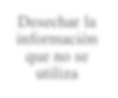 Desechar la
información
que no se
utiliza